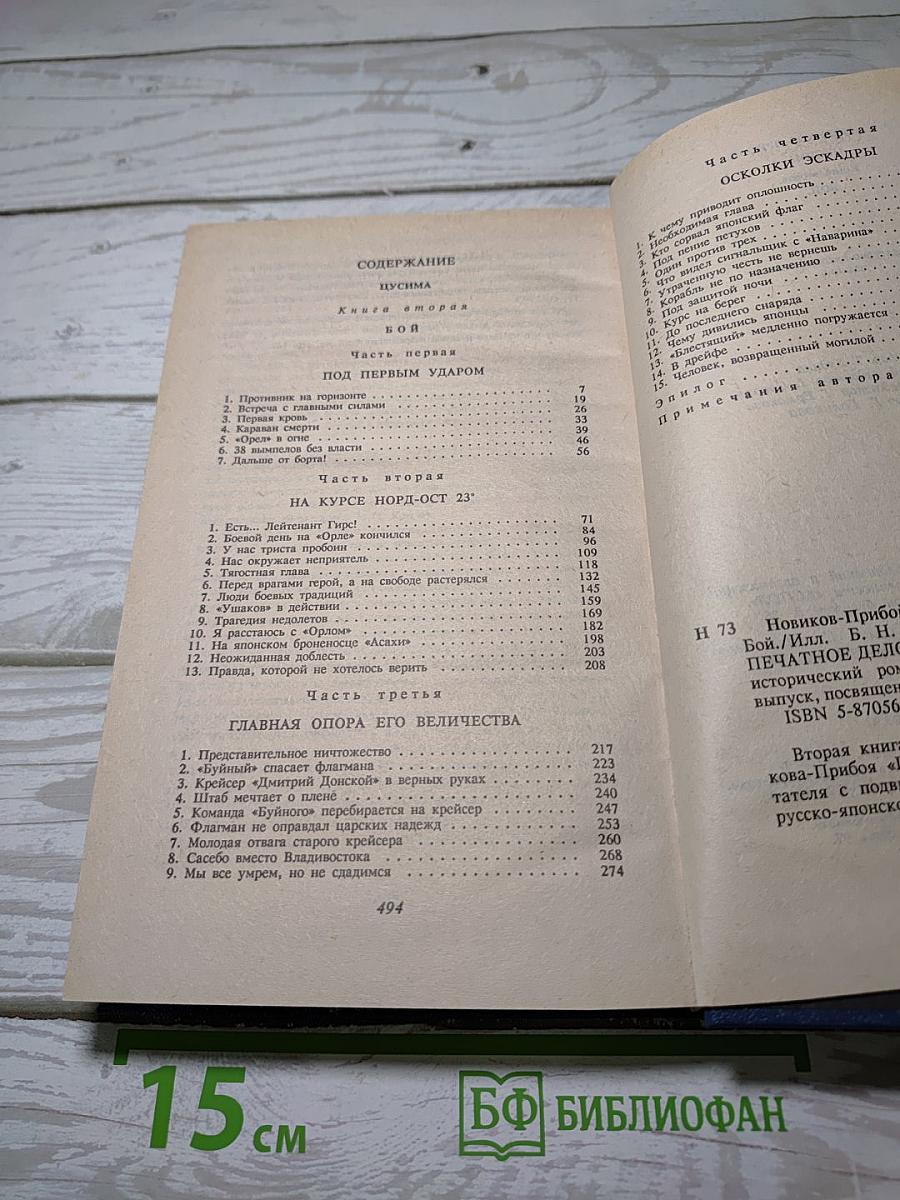 СОДЕРЖАНИЕ
ЦУСИМА
Книга вторая
БОЙ
Часть первая
ПОД ПЕРВЫМ УДАРОМ
1. Противник на горизонте 7
2. Встреча с главными силами 19
3. Первая кровь 26
4. Караван смерти 33
5. «Орел» в огне 39
6. 38 вымпелов без власти 46
7. Дальше от борта! 56
Часть вторая
НА КУРСЕ НОРД-ОСТ 23°
1. Есть... Лейтенант Гирс! 71
2. Боевой день на «Орле» кончился 84
3. У нас триста пробоин 96
4. Нас окружает неприятель 109
5. Тягостная глава 118
6. Перед врагами герой, а на свободе растерялся 132
7. Люди боевых традиций 145
8. «Ушаков» в действии 159
9. Трагедия недолетов 169
10. Я расстаюсь с «Орлом» 182
11. На японском броненосце «Асахи» 198
12. Неожиданная доблесть 203
13. Правда, которой не хотелось верить 208
Часть третья
ГЛАВНАЯ ОПОРА ЕГО ВЕЛИЧЕСТВА
1. Представительное ничтожество 217
2. «Буйный» спасает флагмана 223
3. Крейсер «Дмитрий Донской» в верных руках 234
4. Штаб мечтает о плене 240
5. Команда «Буйного» перебирается на крейсер 247
6. Флагман не оправдал царских надежд 253
7. Молодая отвага старого крейсера 260
8. Сасебо вместо Владивостока 268
9. Мы все умрем, но не сдадимся 274
494
Часть четвертая
ОСКОЛКИ ЭСКАДРЫ
1. К чему приводит оплошность
2. Необходимая глава
3. Кто сорвал японский флаг
4. Под пение петухов
5. Один против трех
6. Что видел сигнальщик с «Наварина»
7. Утраченную честь не вернешь
8. Корабль не по назначению
9. Под защитой ночи
10. Курс на берег
11. До последнего снаряда
12. Чему дивились японцы
13. «Блестящий» медленно погружается
14. В дрейфе
15. Человек, возвращенный могилой
Эпилог
Примечания автора
Н 73 Новиков-Прибой
Бой./Илл. Б. Н.
ПЕЧАТНОЕ ДЕЛО
исторический ром
выпуск, посвящен
ISBN 5-87056
Вторая книга
кова-Прибоя «Ц
тателя с подви
русско-японско
15 см
БФ БИБЛИОФАН